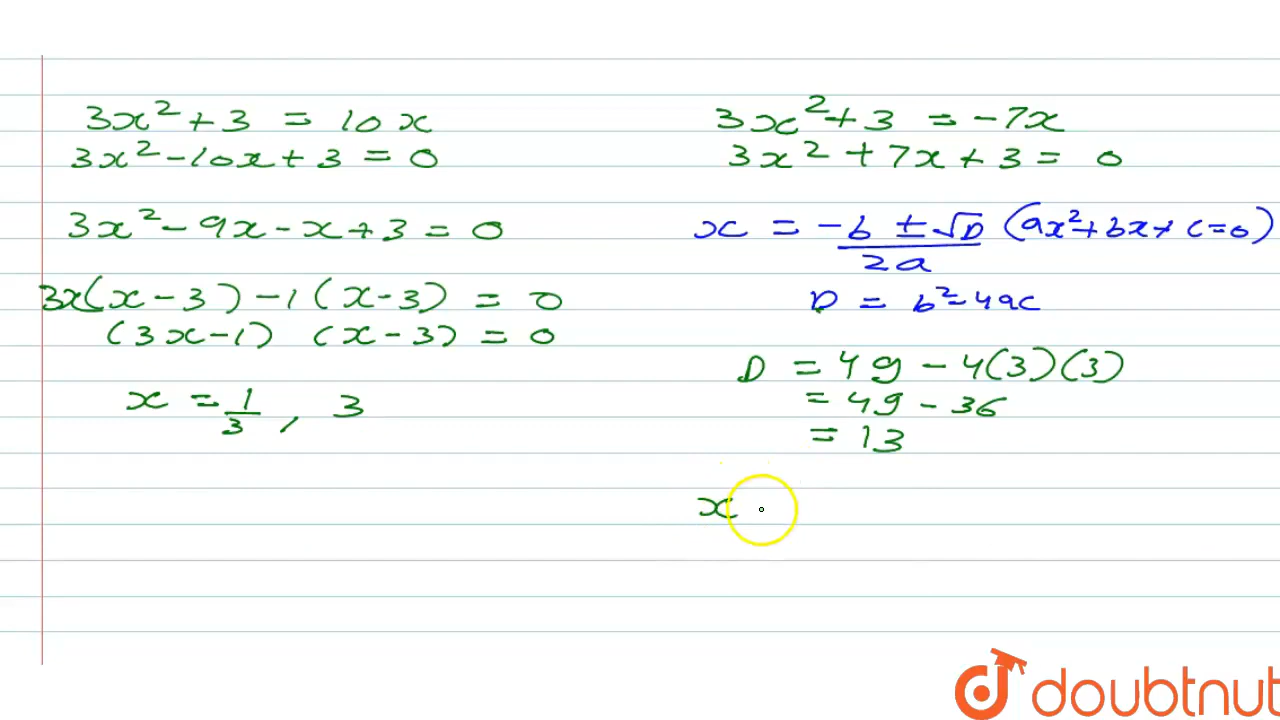 3x² + 3 = 10x
3x² - 10x + 3 = 0
3x² - 9x - x + 3 = 0
3x(x - 3) - 1(x - 3) = 0
(3x - 1) (x - 3) = 0
x = 1/3 , 3
3x² + 3 = -7x
3x² + 7x + 3 = 0
x = -b ± √D / 2a (ax² + bx + c = 0)
D = b² - 4ac
D = 49 - 4(3)(3)
= 49 - 36
= 13
x
doubtnut